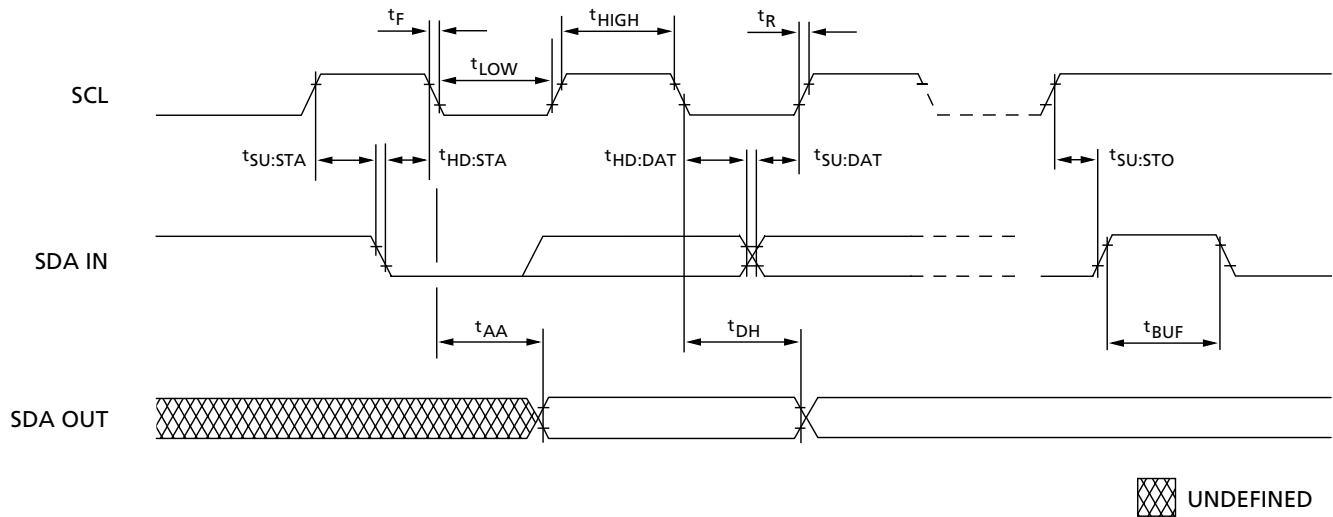 tF
tHIGH
tR
tLOW
SCL
tSU:STA
tHD:STA
tHD:DAT
tSU:DAT
tSU:STO
SDA IN
tAA
tDH
tBUF
SDA OUT
UNDEFINED